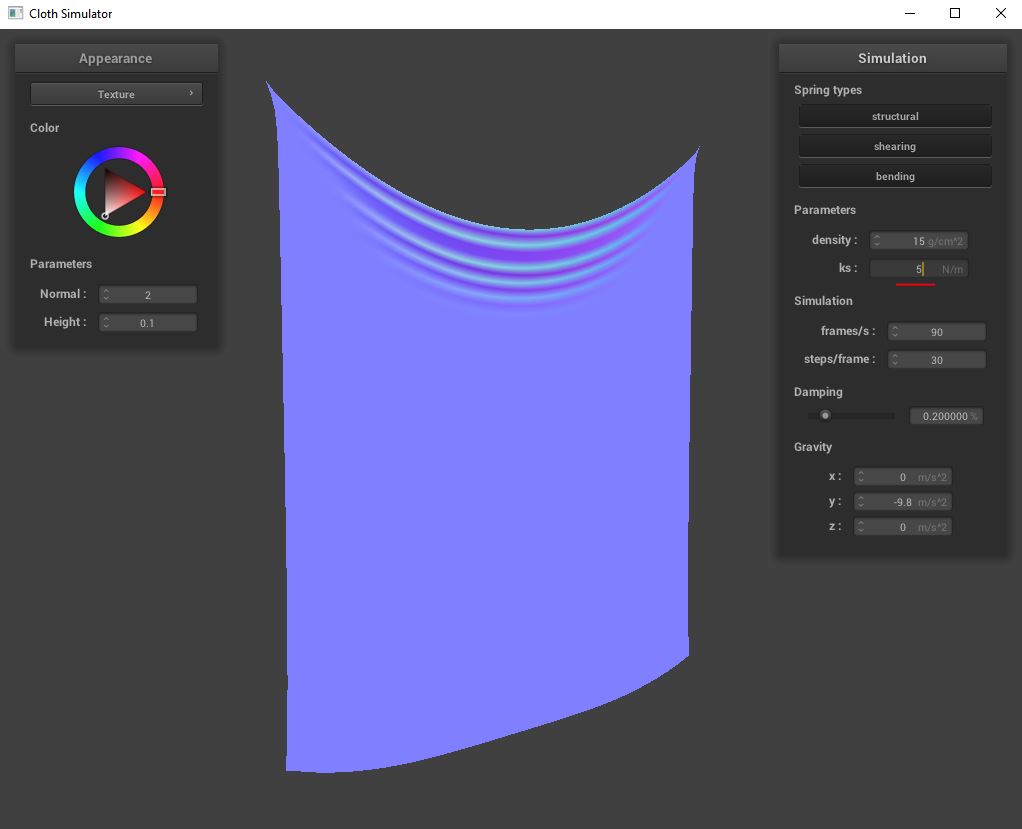 Cloth Simulator
Appearance
Texture
Color
Parameters
Normal : 2
Height : 0.1
Simulation
Spring types
structural
shearing
bending
Parameters
density : 15 g/cm^2
ks : 5 N/m
Simulation
frames/s : 90
steps/frame : 30
Damping
0.200000 %
Gravity
x : 0 m/s^2
y : -9.8 m/s^2
z : 0 m/s^2